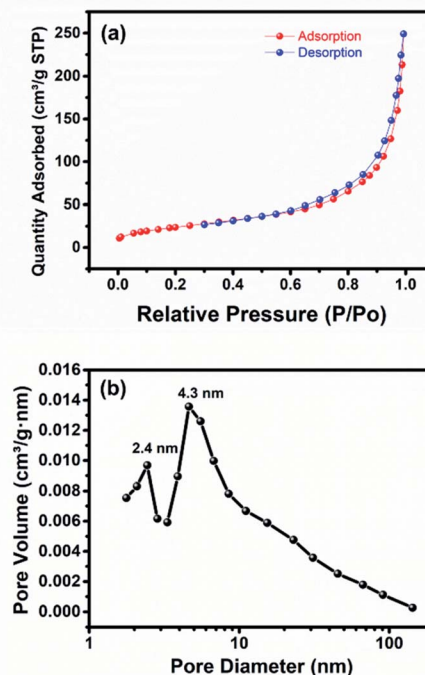 (a)
Adsorption
Desorption
Quantity Adsorbed (cm³/g STP)
250
200
150
100
50
0
0.0 0.2 0.4 0.6 0.8 1.0
Relative Pressure (P/Po)
(b)
4.3 nm
2.4 nm
Pore Volume (cm³/g·nm)
0.016
0.014
0.012
0.010
0.008
0.006
0.004
0.002
0.000
1 10 100
Pore Diameter (nm)